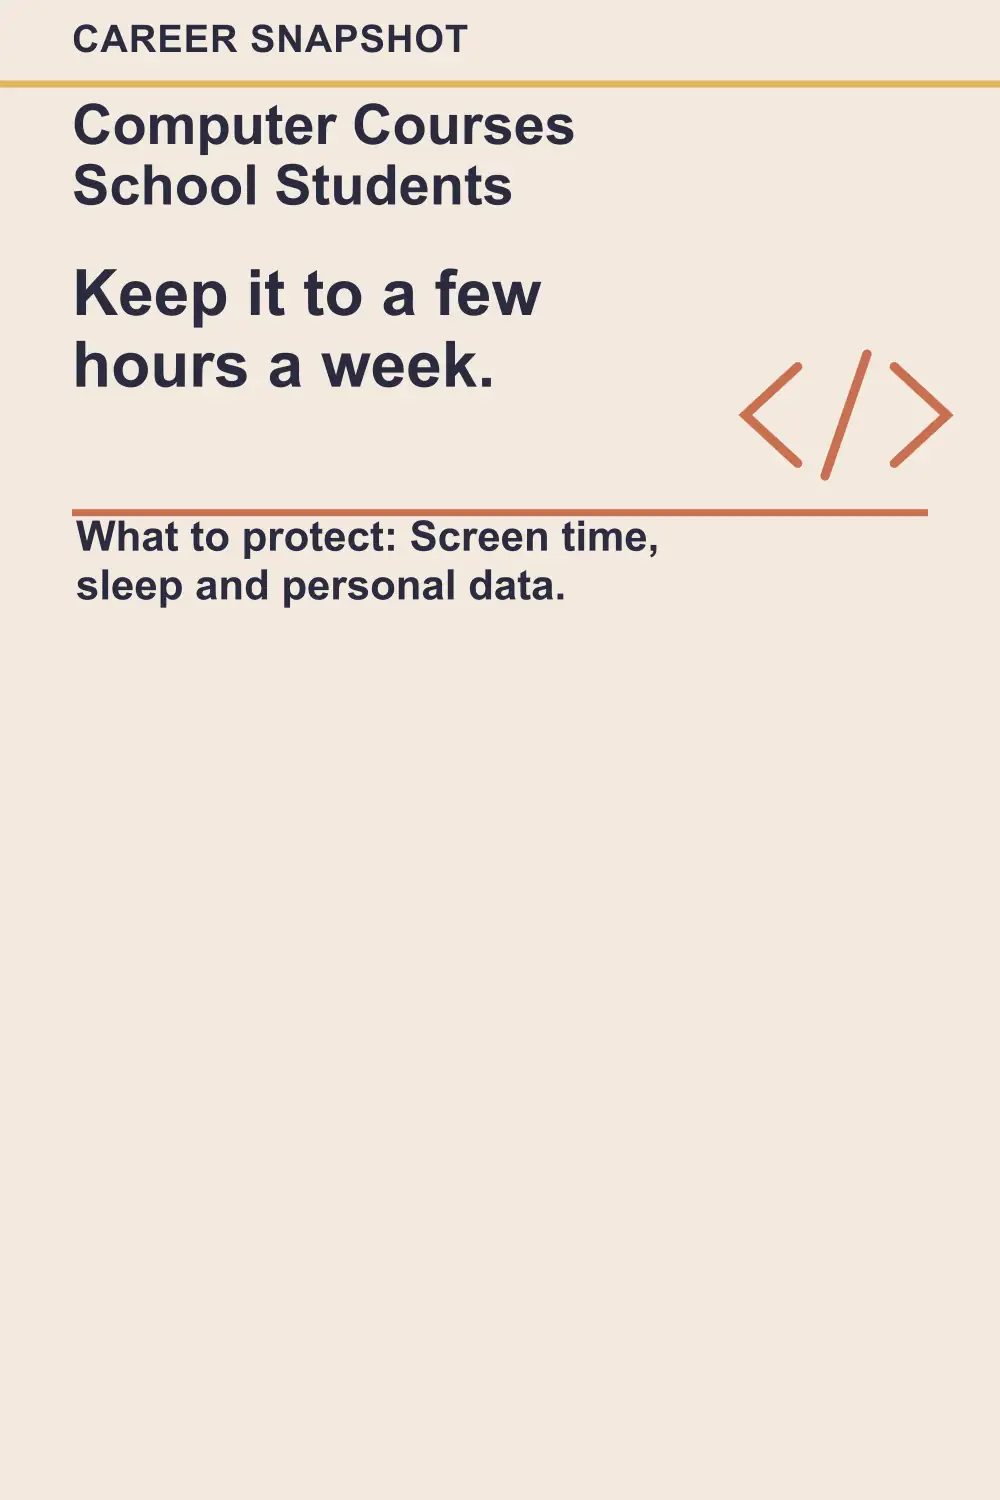 CAREER SNAPSHOT
Computer Courses
School Students
Keep it to a few
hours a week.
</>
What to protect: Screen time,
sleep and personal data.